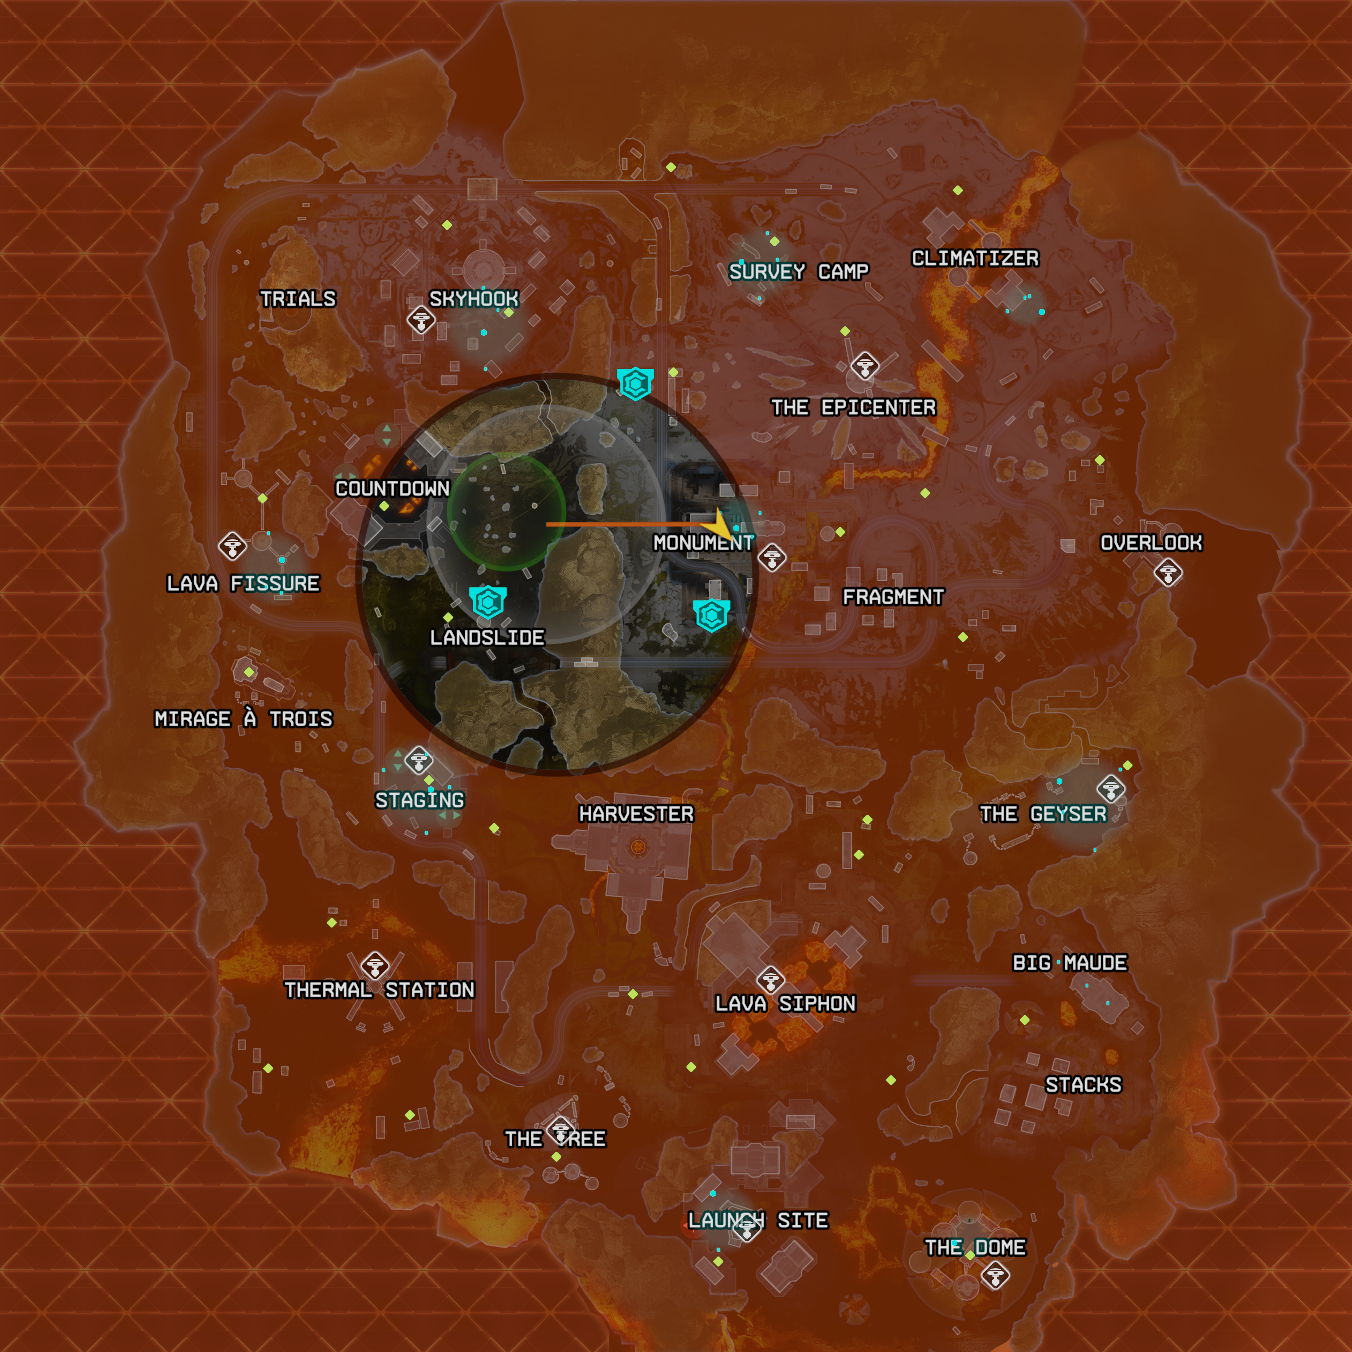 SURVEY CAMP
CLIMATIZER
TRIALS
SKYHOOK
THE EPICENTER
COUNTDOWN
MONUMENT
OVERLOOK
LAVA FISSURE
FRAGMENT
LANDSLIDE
MIRAGE À TROIS
STAGING
HARVESTER
THE GEYSER
BIG MAUDE
THERMAL STATION
LAVA SIPHON
STACKS
THE TREE
LAUNCH SITE
THE DOME